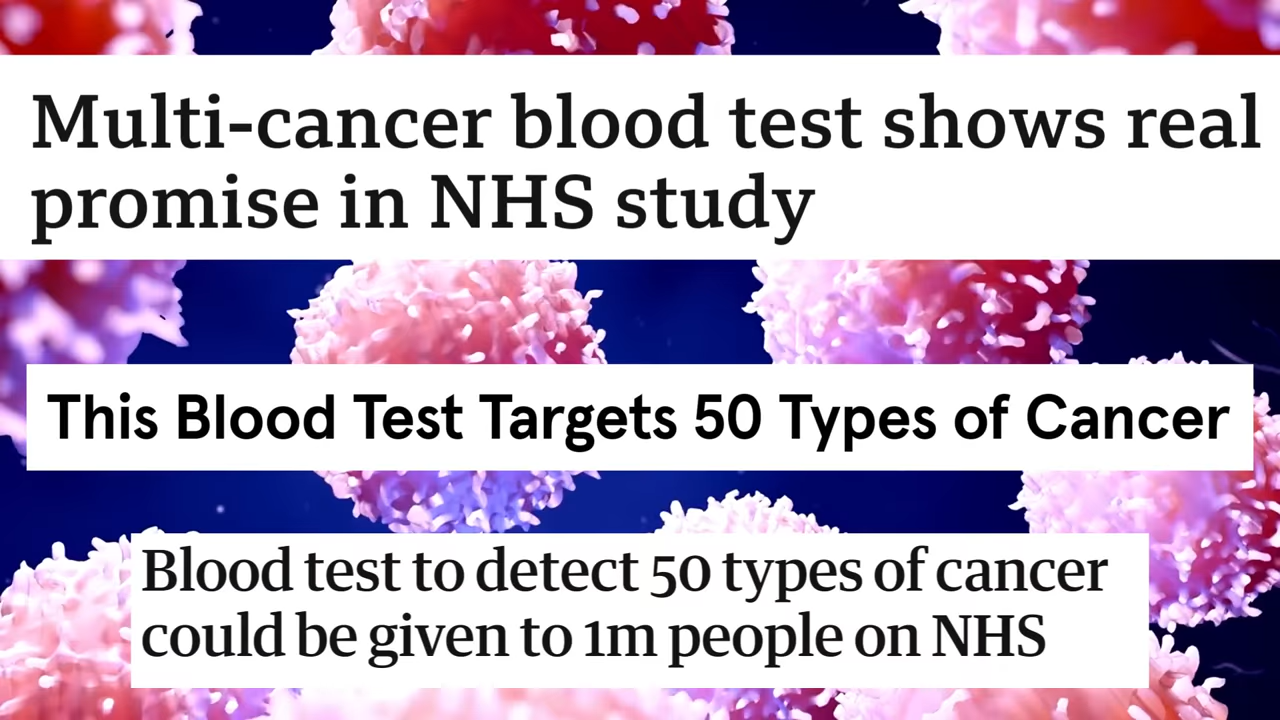 Multi-cancer blood test shows real
promise in NHS study
This Blood Test Targets 50 Types of Cancer
Blood test to detect 50 types of cancer
could be given to 1m people on NHS